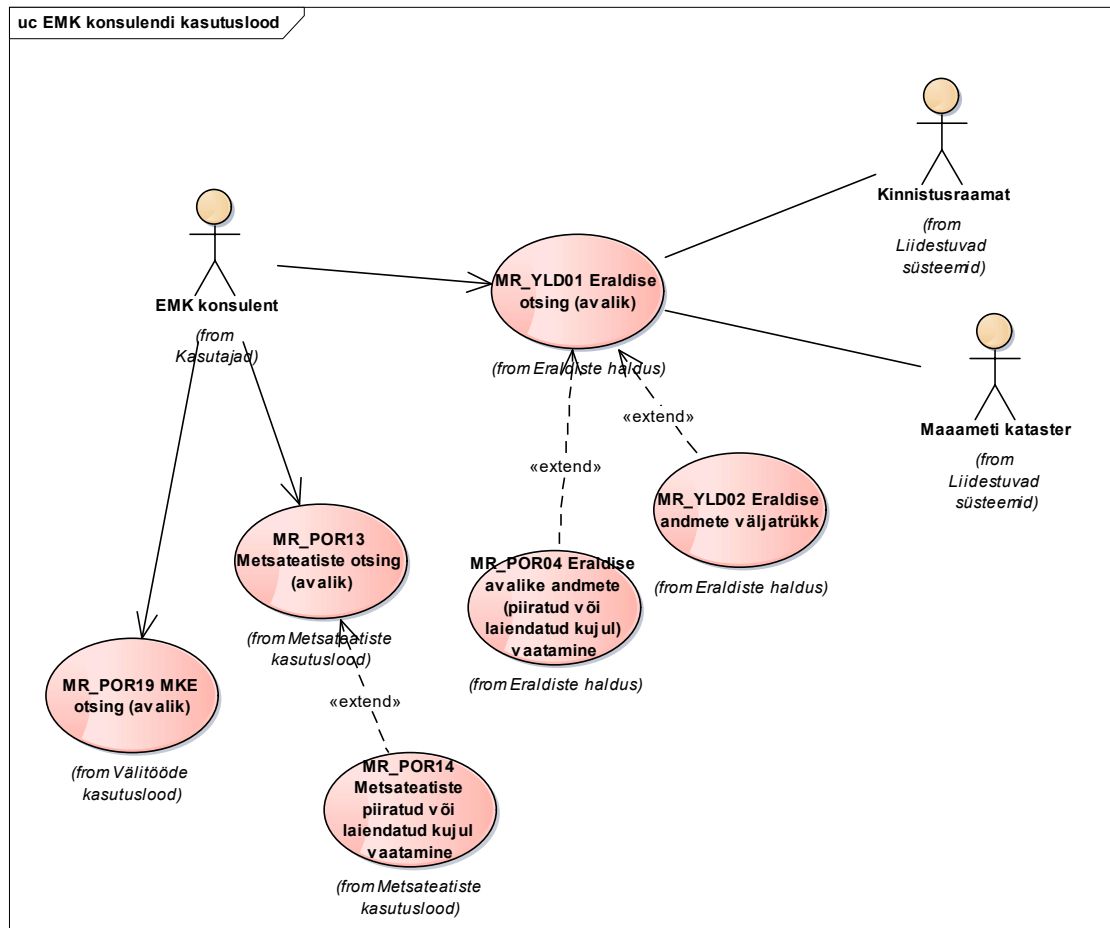 uc EMK konsulendi kasutuslood
EMK konsulent
(from
Kasutajad)
Kinnistusraamat
(from
Liidestuvad
süsteemid)
MR_YLD01 Eraldise
otsing (avalik)
(from Eraldiste haldus)
Maaameti kataster
(from
Liidestuvad
süsteemid)
«extend»
«extend»
MR_YLD02 Eraldise
andmete väljatrükk
(from Eraldiste haldus)
MR_POR13
Metsateatiste otsing
(avalik)
(from Metsateatiste
kasutuslood)
MR_POR04 Eraldise
avalike andmete
(piiratud või
laiendatud kujul)
vaatamine
(from Eraldiste haldus)
MR_POR19 MKE
otsing (avalik)
(from Välitööde
kasutuslood)
«extend»
MR_POR14
Metsateatiste
piiratud või
laiendatud kujul
vaatamine
(from Metsateatiste
kasutuslood)